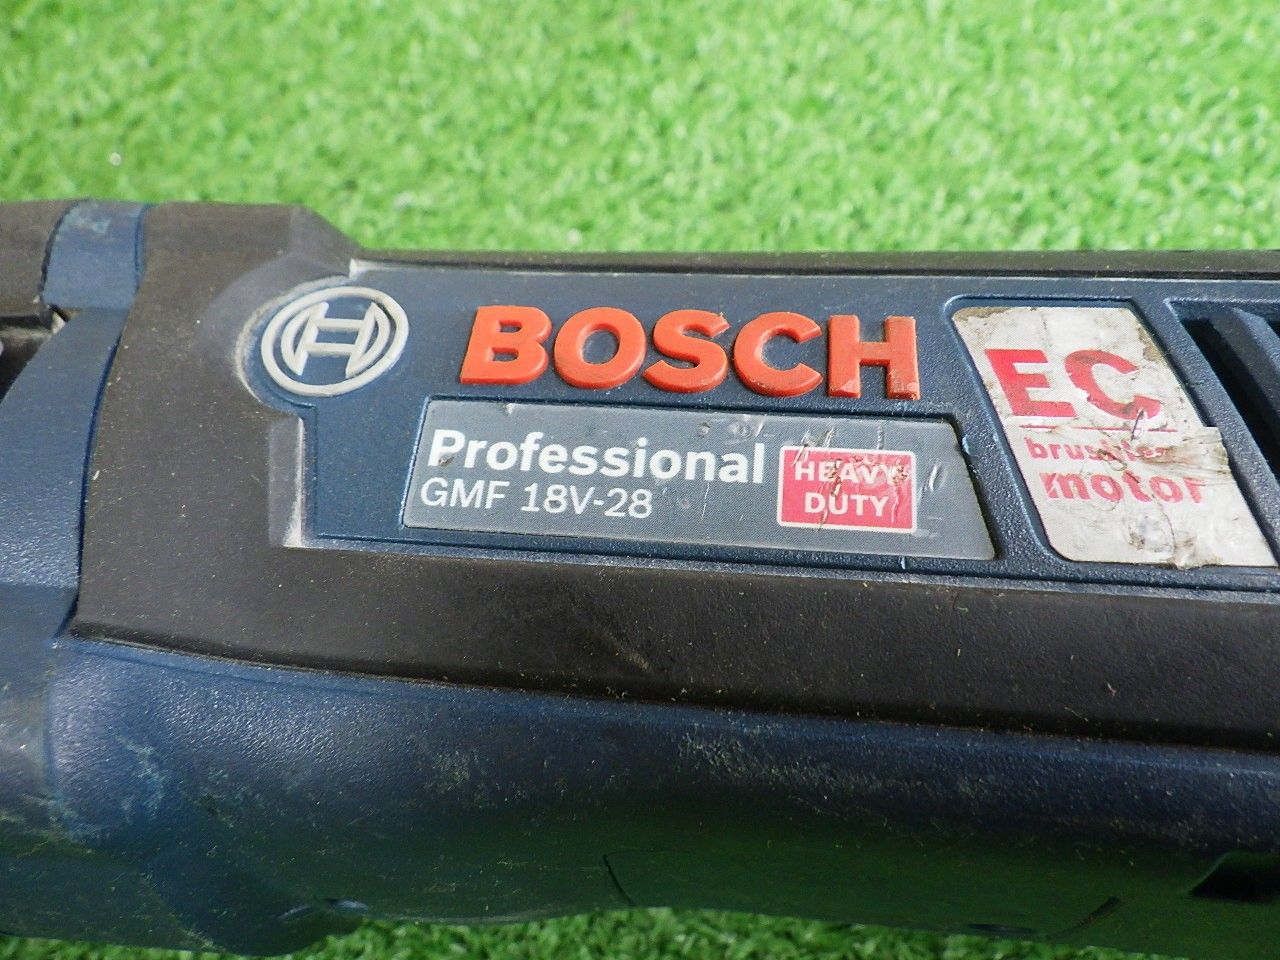 BOSCH
Professional
GMF 18V-28
HEAVY
DUTY
EC
motor